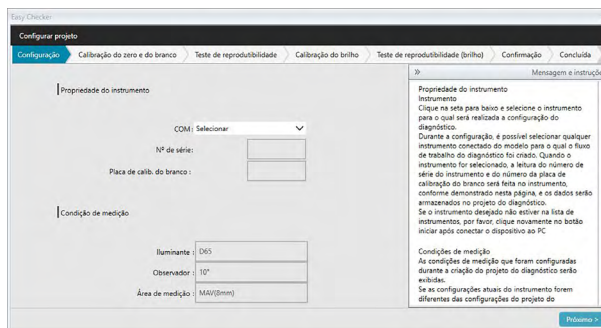 Easy Checker
Configurar projeto
Configuração
Calibração do zero e do branco
Teste de reprodutibilidade
Calibração do brilho
Teste de reprodutibilidade (brilho)
Confirmação
Concluída
Propriedade do instrumento
COM: Selecionar
Nº de série:
Placa de calib. do branco :
Condição de medição
Iluminante : D65
Observador : 10°
Área de medição : MAV(8mm)
Mensagem e instruçõe
Propriedade do instrumento
Instrumento
Clique na seta para baixo e selecione o instrumento
para o qual será realizada a configuração do
diagnóstico.
Durante a configuração, é possível selecionar qualquer
instrumento conectado do modelo para o qual o fluxo
de trabalho do diagnóstico foi criado. Quando o
instrumento for selecionado, a leitura do número de
série do instrumento e do número da placa de
calibração do branco será feita no instrumento,
conforme demonstrado nesta página, e os dados serão
armazenados no projeto do diagnóstico.
Se o instrumento desejado não estiver na lista de
instrumentos, por favor, clique novamente no botão
iniciar após conectar o dispositivo ao PC
Condições de medição
As condições de medição que foram configuradas
durante a criação do projeto do diagnóstico serão
exibidas.
Se as configurações atuais do instrumento forem
diferentes das configurações do projeto do
Próximo >